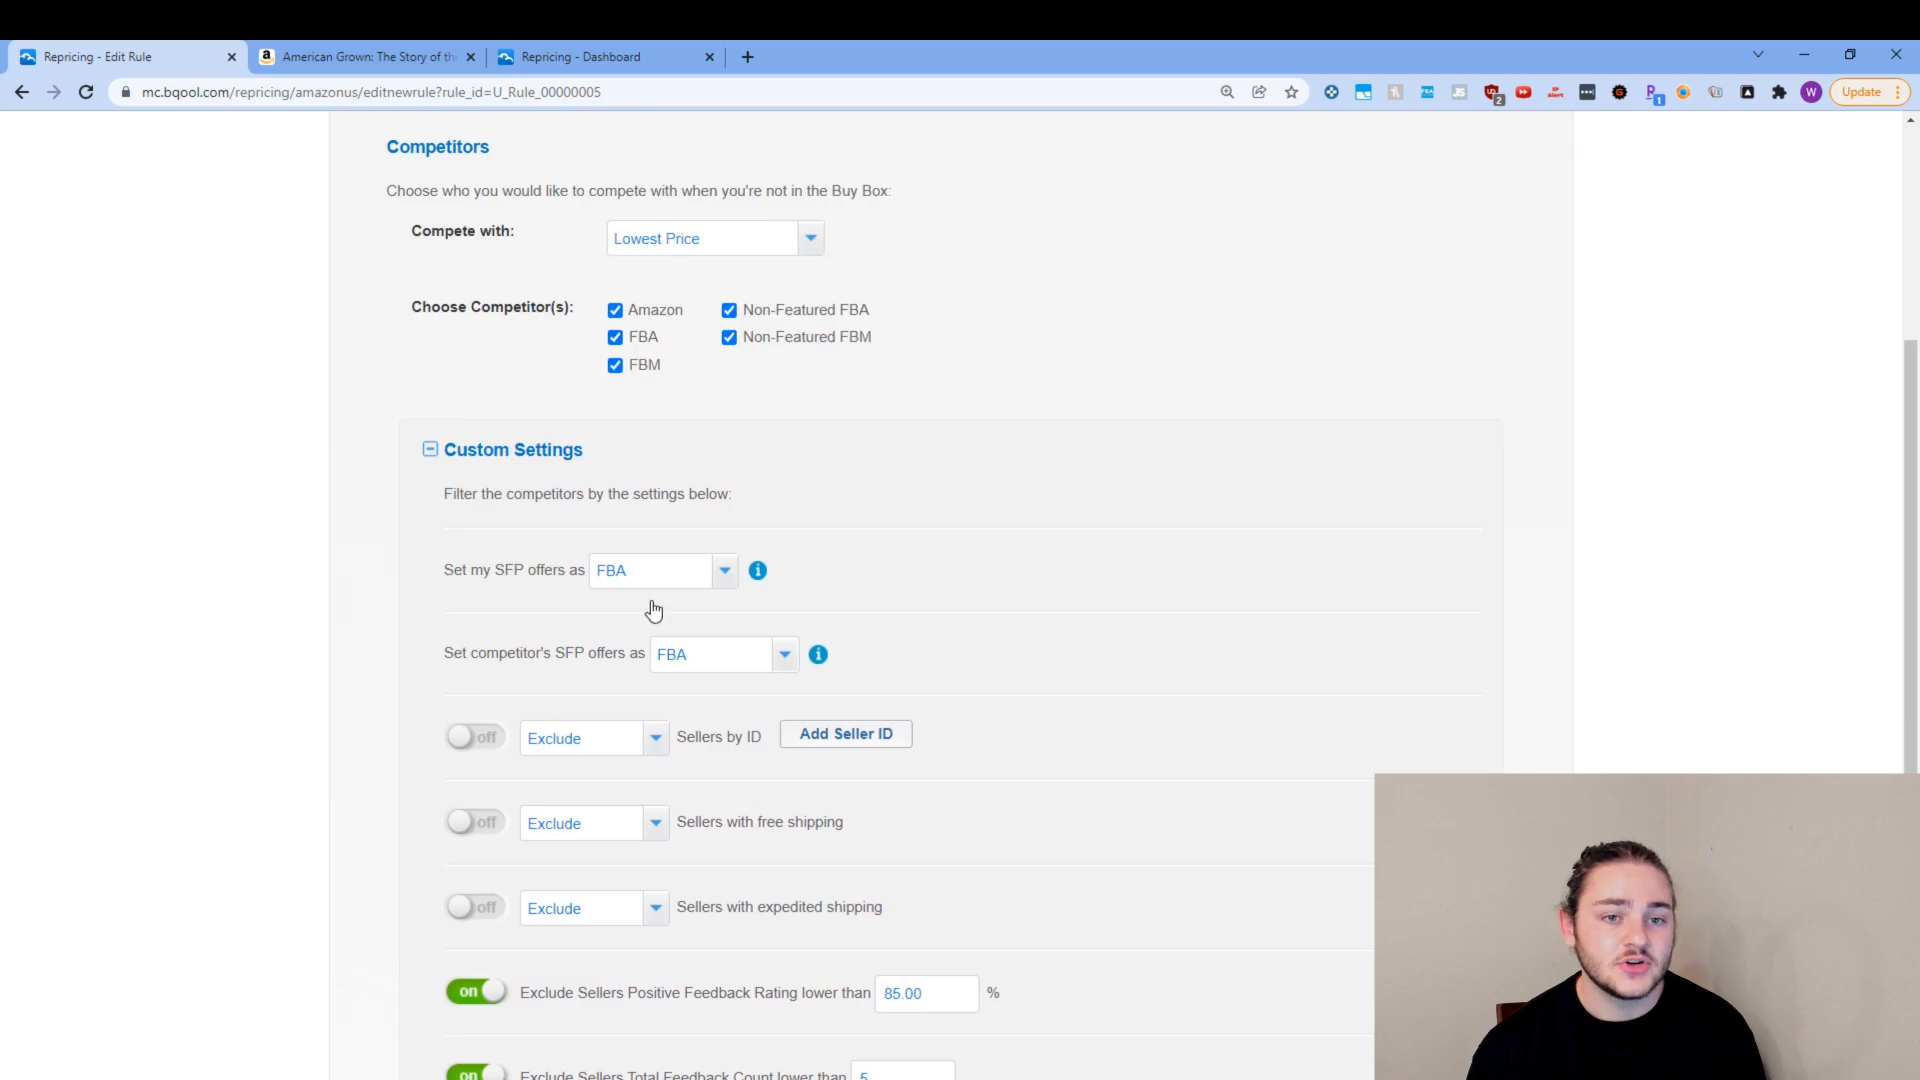 Repricing - Edit Rule
American Grown: The Story of th
Repricing - Dashboard
mc.bqool.com/repricing/amazonus/editnewrule?rule_id=U_Rule_00000005
2
1
W
Update
Competitors
Choose who you would like to compete with when you're not in the Buy Box:
Compete with:
Lowest Price
Choose Competitor(s):
Amazon
Non-Featured FBA
FBA
Non-Featured FBM
FBM
Custom Settings
Filter the competitors by the settings below:
Set my SFP offers as FBA
Set competitor's SFP offers as FBA
off Exclude Sellers by ID Add Seller ID
off Exclude Sellers with free shipping
off Exclude Sellers with expedited shipping
on Exclude Sellers Positive Feedback Rating lower than 85.00 %
on Exclude Sellers Total Feedback Count lower than 5